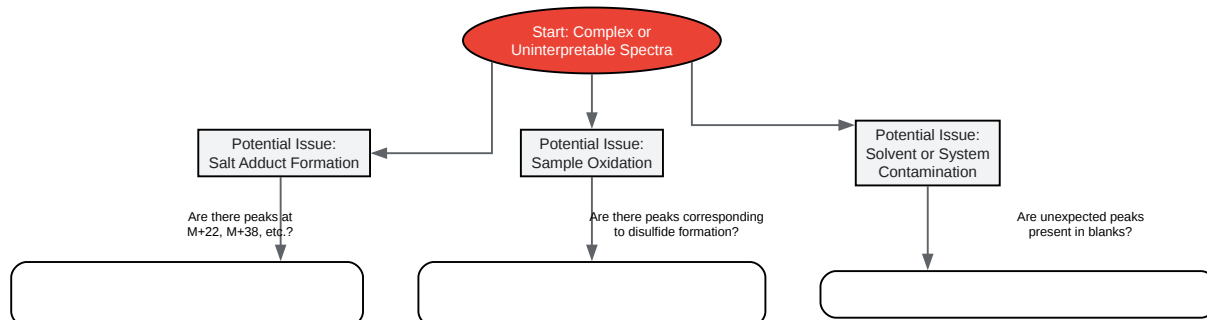 Start: Complex or
Uninterpretable Spectra
Potential Issue:
Salt Adduct Formation
Potential Issue:
Sample Oxidation
Potential Issue:
Solvent or System
Contamination
Are there peaks at
M+22, M+38, etc.?
Are there peaks corresponding
to disulfide formation?
Are unexpected peaks
present in blanks?